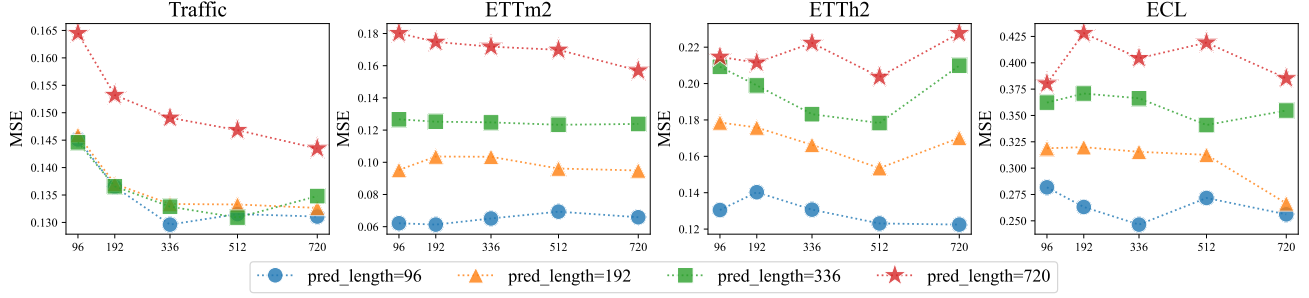 Traffic
MSE
0.165
0.160
0.155
0.150
0.145
0.140
0.135
0.130
96 192 336 512 720
ETTm2
MSE
0.18
0.16
0.14
0.12
0.10
0.08
0.06
96 192 336 512 720
ETTh2
MSE
0.22
0.20
0.18
0.16
0.14
0.12
96 192 336 512 720
ECL
MSE
0.425
0.400
0.375
0.350
0.325
0.300
0.275
0.250
96 192 336 512 720
pred_length=96 pred_length=192 pred_length=336 pred_length=720